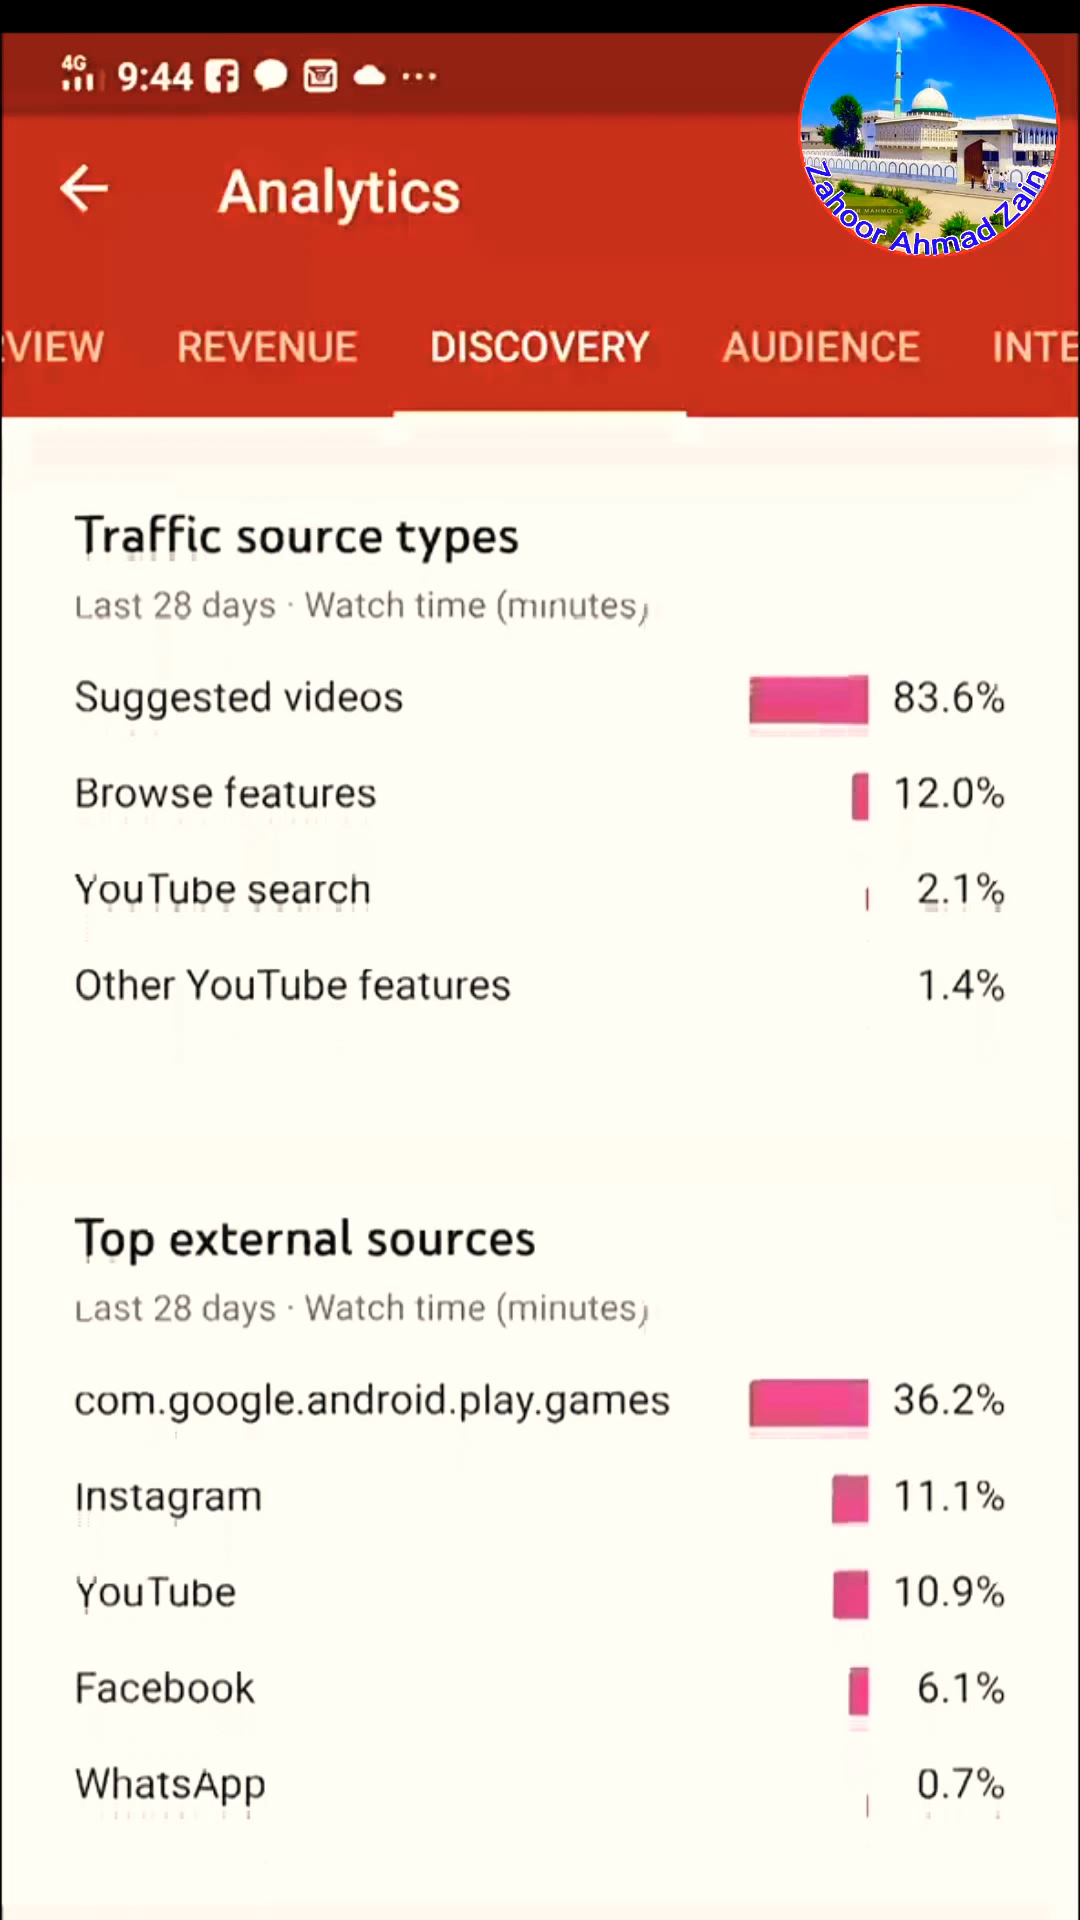 4G 9:44
Analytics
Zahoor Ahmad Zain
RVIEW REVENUE DISCOVERY AUDIENCE INTE
Traffic source types
Last 28 days · Watch time (minutes)
Suggested videos 83.6%
Browse features 12.0%
YouTube search 2.1%
Other YouTube features 1.4%
Top external sources
Last 28 days · Watch time (minutes)
com.google.android.play.games 36.2%
Instagram 11.1%
YouTube 10.9%
Facebook 6.1%
WhatsApp 0.7%